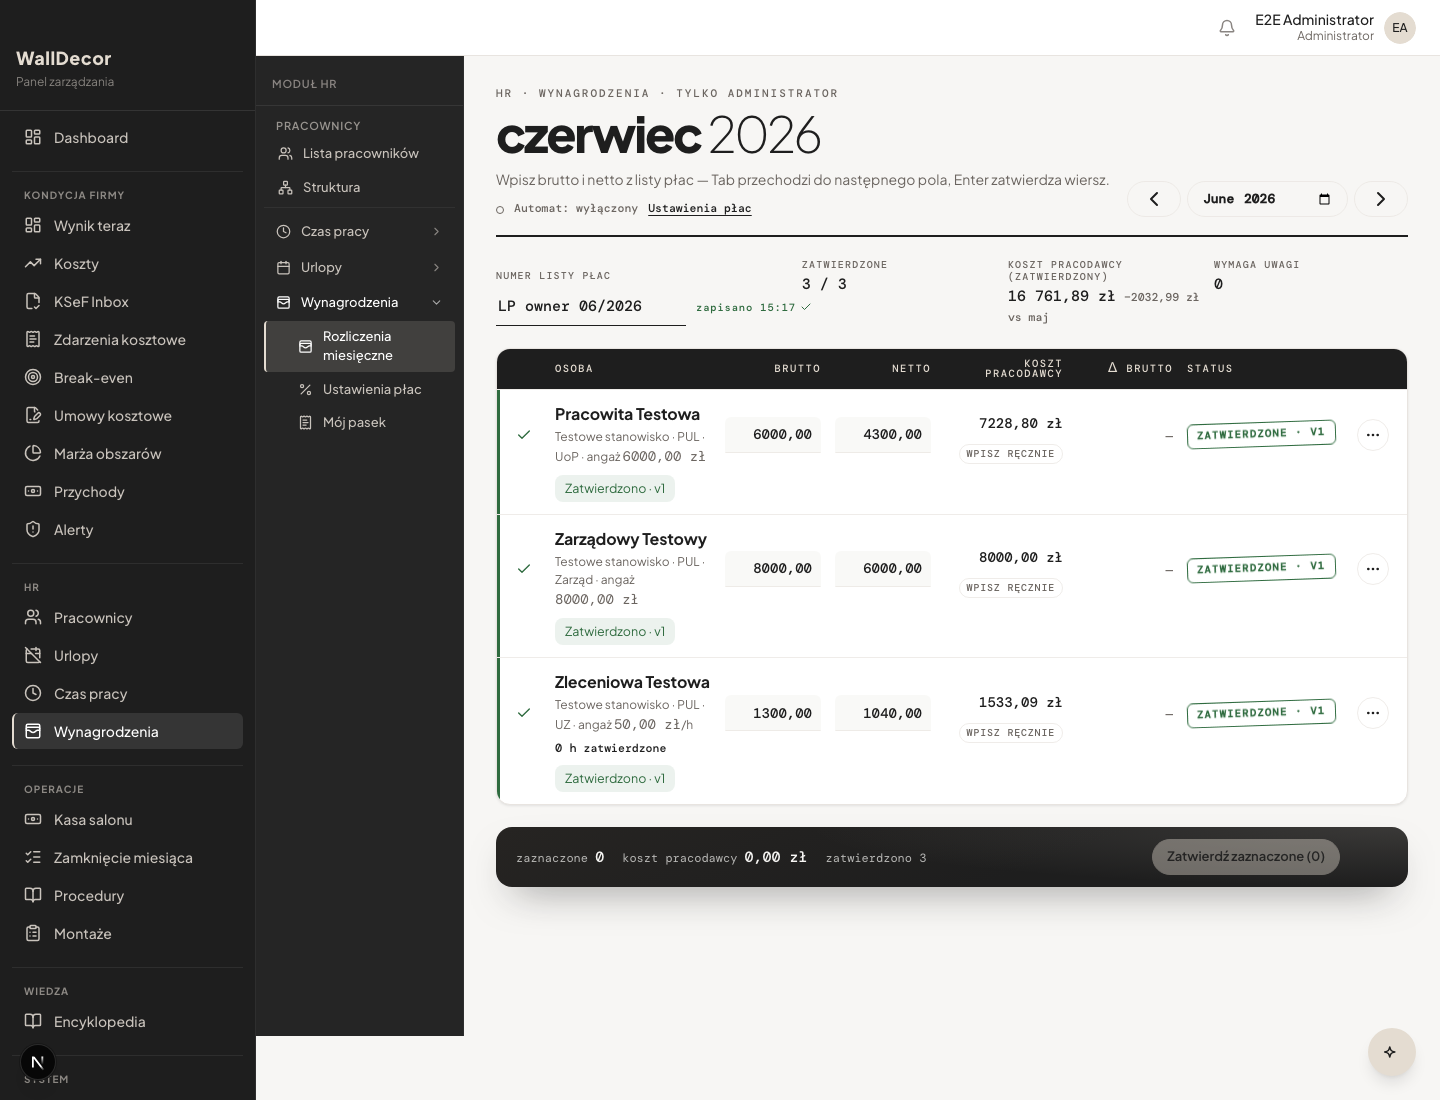 WallDecor
Panel zarządzania
Dashboard
KONDYCJA FIRMY
Wynik teraz
Koszty
KSeF Inbox
Zdarzenia kosztowe
Break-even
Umowy kosztowe
Marża obszarów
Przychody
Alerty
HR
Pracownicy
Urlopy
Czas pracy
Wynagrodzenia
OPERACJE
Kasa salonu
Zamknięcie miesiąca
Procedury
Montaże
WIEDZA
Encyklopedia
N
SYSTEM
E2E Administrator
Administrator
EA
MODUŁ HR
PRACOWNICY
Lista pracowników
Struktura
Czas pracy
Urlopy
Wynagrodzenia
Rozliczenia
miesięczne
Ustawienia płac
Mój pasek
HR · WYNAGRODZENIA · TYLKO ADMINISTRATOR
czerwiec 2026
Wpisz brutto i netto z listy płac — Tab przechodzi do następnego pola, Enter zatwierdza wiersz.
Automat: wyłączony Ustawienia płac
June 2026
NUMER LISTY PŁAC
LP owner 06/2026
zapisano 15:17 ✓
ZATWIERDZONE
3 / 3
KOSZT PRACODAWCY
(ZATWIERDZONY)
16 761,89 zł −2032,99 zł
vs maj
WYMAGA UWAGI
0
OSOBA BRUTTO NETTO KOSZT PRACODAWCY Δ BRUTTO STATUS
Pracowita Testowa
Testowe stanowisko · PUL ·
UoP · angaż 6000,00 zł
Zatwierdzono · v1
6000,00 4300,00 7228,80 zł
WPISZ RĘCZNIE
— ZATWIERDZONE · V1
Zarządowy Testowy
Testowe stanowisko · PUL ·
Zarząd · angaż
8000,00 zł
Zatwierdzono · v1
8000,00 6000,00 8000,00 zł
WPISZ RĘCZNIE
— ZATWIERDZONE · V1
Zleceniowa Testowa
Testowe stanowisko · PUL ·
UZ · angaż 50,00 zł/h
0 h zatwierdzone
Zatwierdzono · v1
1300,00 1040,00 1533,09 zł
WPISZ RĘCZNIE
— ZATWIERDZONE · V1
zaznaczone 0 koszt pracodawcy 0,00 zł zatwierdzono 3
Zatwierdź zaznaczone (0)